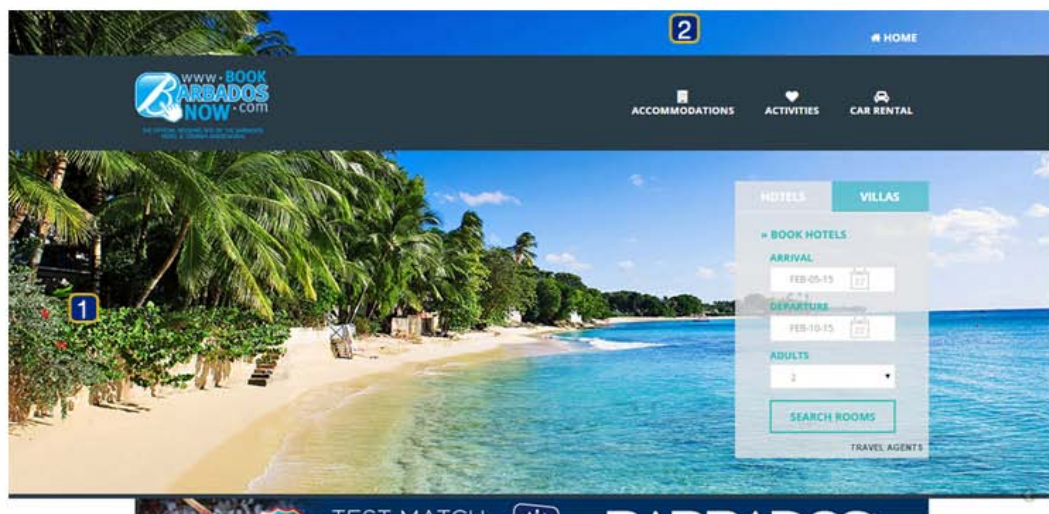 2
HOME
www.BOOK
BARBADOS
NOW.com
ACCOMMODATIONS ACTIVITIES CAR RENTAL
HOTELS VILLAS
» BOOK HOTELS
ARRIVAL
FEB-05-15
1
DEPARTURE
FEB-10-15
ADULTS
2
SEARCH ROOMS
TRAVEL AGENTS
TEST MATCH BARBADOS